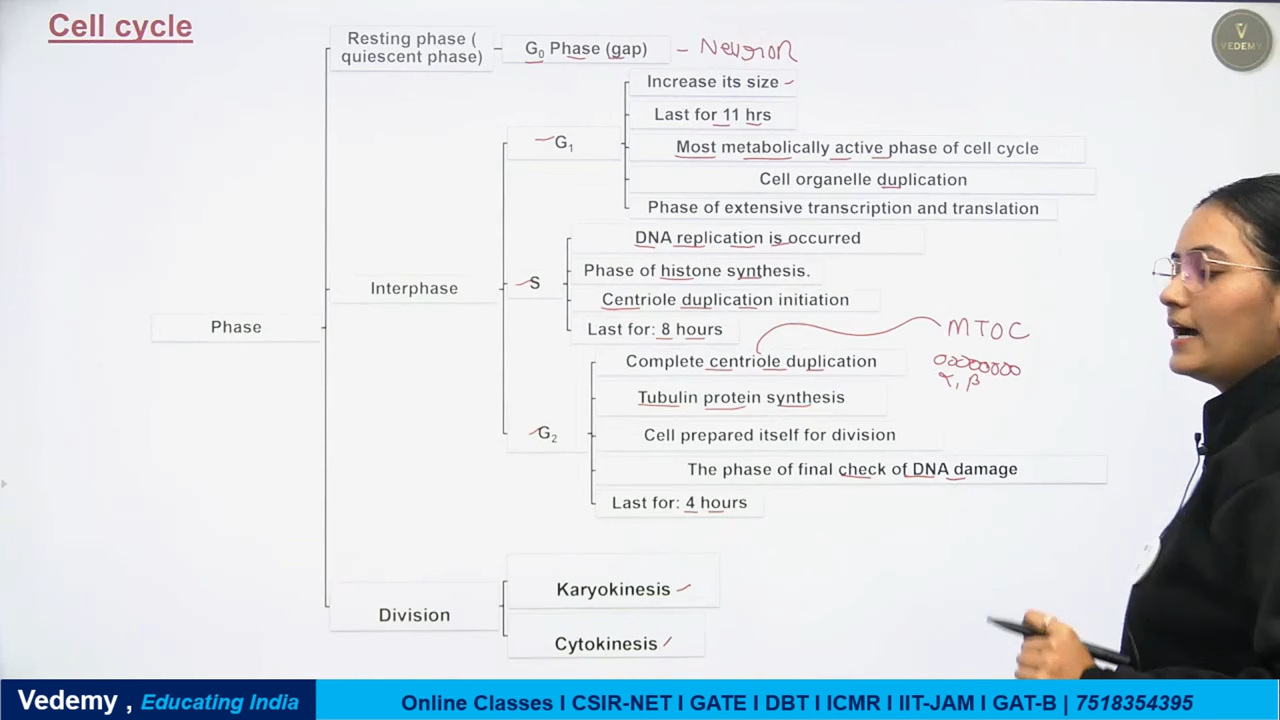 Cell cycle
VEDEMY
Resting phase (
quiescent phase)
G₀ Phase (gap)
- Neuron
Increase its size
Last for 11 hrs
G₁
Most metabolically active phase of cell cycle
Cell organelle duplication
Phase of extensive transcription and translation
DNA replication is occurred
Phase of histone synthesis.
Interphase
S
Centriole duplication initiation
Phase
Last for: 8 hours
MTOC
Complete centriole duplication
α, β
Tubulin protein synthesis
G₂
Cell prepared itself for division
The phase of final check of DNA damage
Last for: 4 hours
Karyokinesis
Division
Cytokinesis
Vedemy , Educating India
Online Classes I CSIR-NET I GATE I DBT I ICMR I IIT-JAM I GAT-B | 7518354395